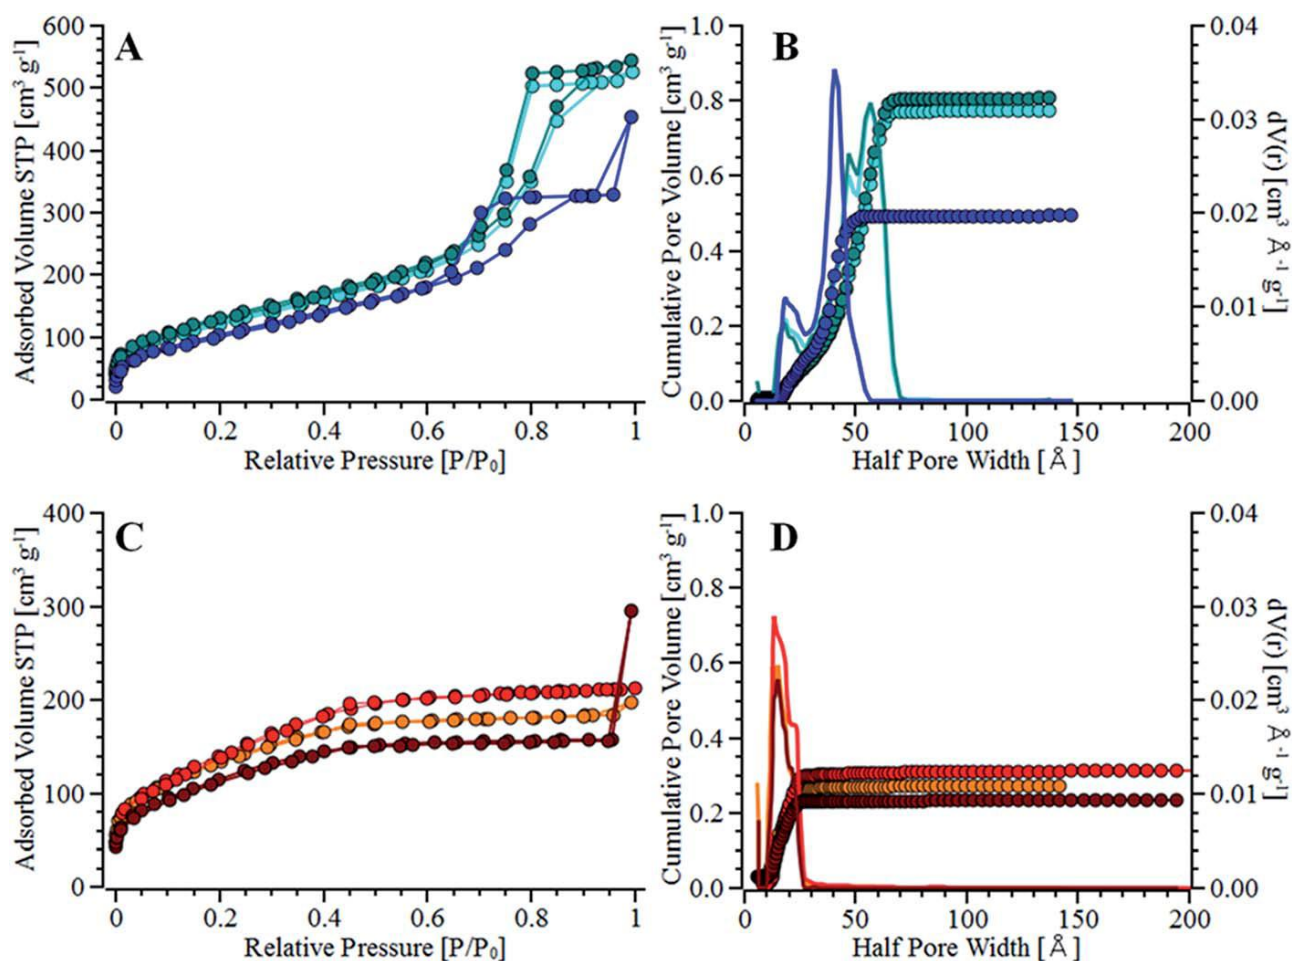 A
Adsorbed Volume STP [cm³ g⁻¹]
600
500
400
300
200
100
0
0 0.2 0.4 0.6 0.8 1
Relative Pressure [P/P₀]
B
Cumulative Pore Volume [cm³ g⁻¹]
1.0
0.8
0.6
0.4
0.2
0.0
0.04
0.03
0.02
0.01
0.00
dV(r) [cm³ Å⁻¹ g⁻¹]
0 50 100 150 200
Half Pore Width [Å]
C
Adsorbed Volume STP [cm³ g⁻¹]
400
300
200
100
0
0 0.2 0.4 0.6 0.8 1
Relative Pressure [P/P₀]
D
Cumulative Pore Volume [cm³ g⁻¹]
1.0
0.8
0.6
0.4
0.2
0.0
0.04
0.03
0.02
0.01
0.00
dV(r) [cm³ Å⁻¹ g⁻¹]
0 50 100 150 200
Half Pore Width [Å]